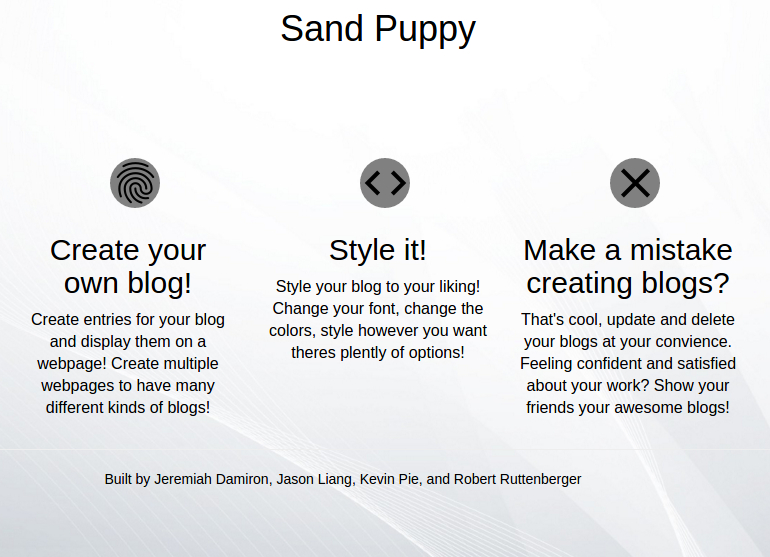 Sand Puppy
Create your
own blog!
Create entries for your blog
and display them on a
webpage! Create multiple
webpages to have many
different kinds of blogs!
Style it!
Style your blog to your liking!
Change your font, change the
colors, style however you want
theres plently of options!
Make a mistake
creating blogs?
That's cool, update and delete
your blogs at your convience.
Feeling confident and satisfied
about your work? Show your
friends your awesome blogs!
Built by Jeremiah Damiron, Jason Liang, Kevin Pie, and Robert Ruttenberger